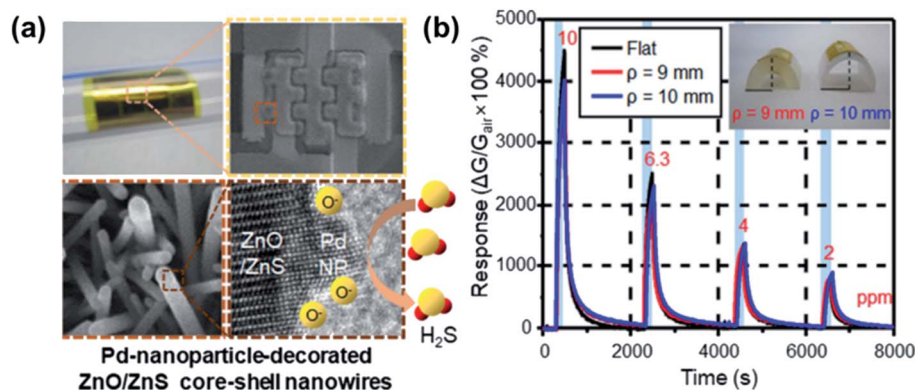 (a)
ZnO
/ZnS
Pd
NP
O⁻
O⁻
O⁻
H₂S
Pd-nanoparticle-decorated
ZnO/ZnS core-shell nanowires
(b)
Response (ΔG/Gair×100 %)
5000
4000
3000
2000
1000
0
10
6.3
4
2
ppm
Flat
ρ = 9 mm
ρ = 10 mm
ρ = 9 mm ρ = 10 mm
0 2000 4000 6000 8000
Time (s)